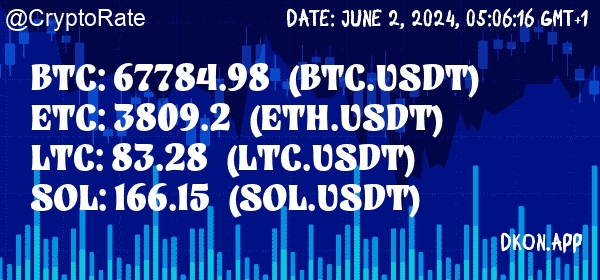 @CryptoRate
DATE: JUNE 2, 2024, 05:06:16 GMT+1
BTC: 67784.98 (BTC.USDT)
ETC: 3809.2 (ETH.USDT)
LTC: 83.28 (LTC.USDT)
SOL: 166.15 (SOL.USDT)
DKON.APP